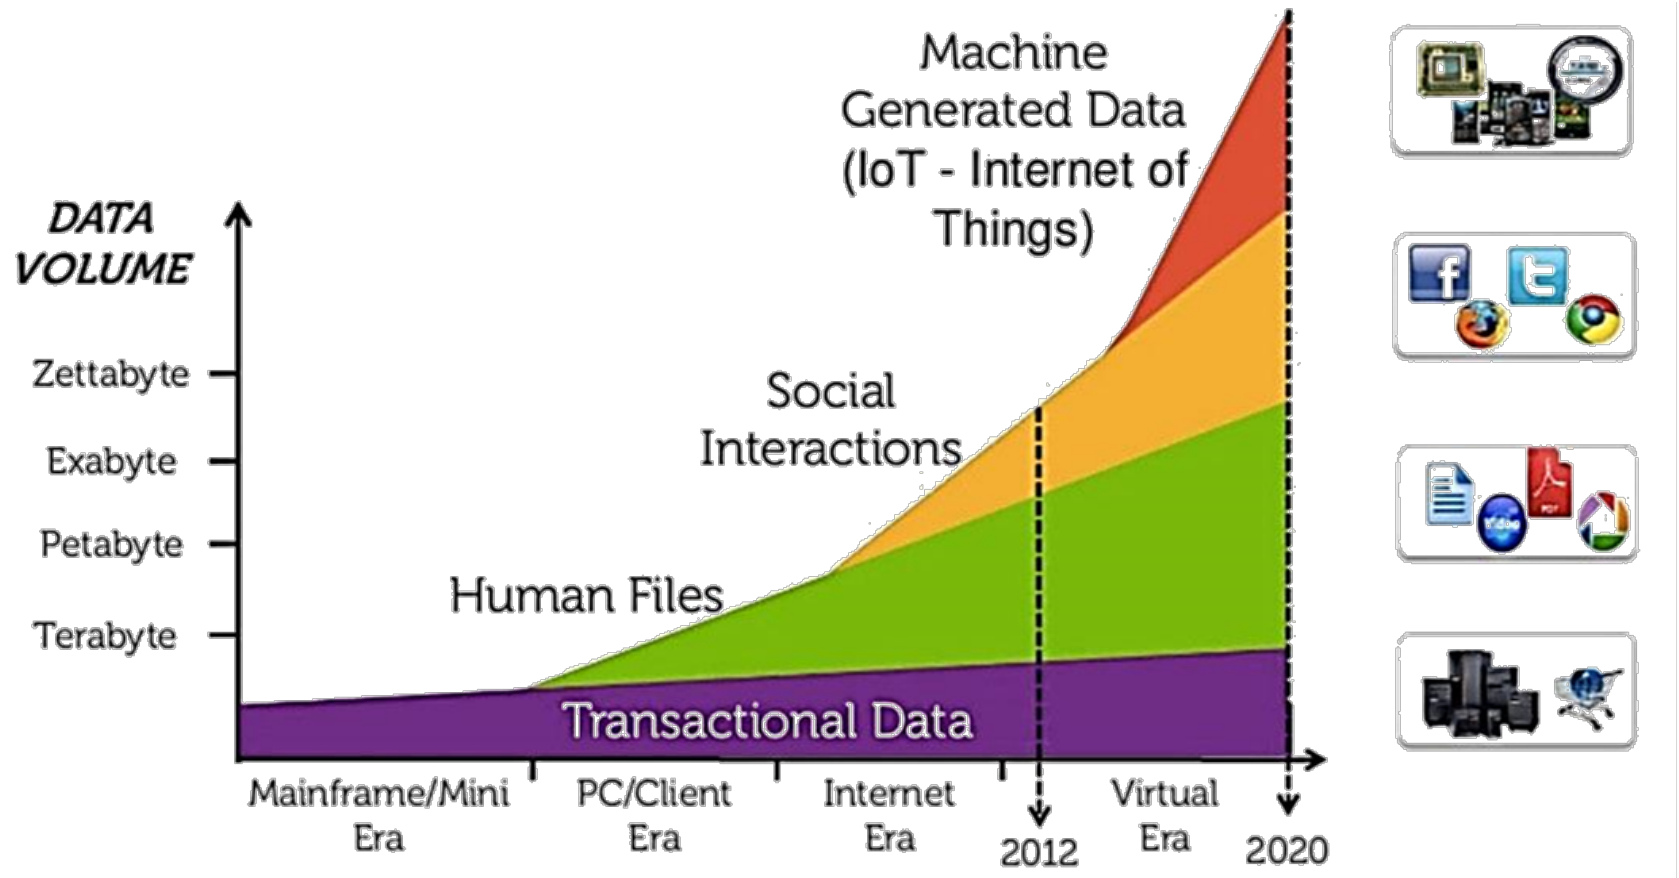 Machine
Generated Data
(IoT - Internet of
Things)
DATA
VOLUME
Zettabyte
Social
Interactions
Exabyte
Petabyte
Human Files
Terabyte
Transactional Data
Mainframe/Mini
Era
PC/Client
Era
Internet
Era
2012
Virtual
Era
2020
f
t
PDF